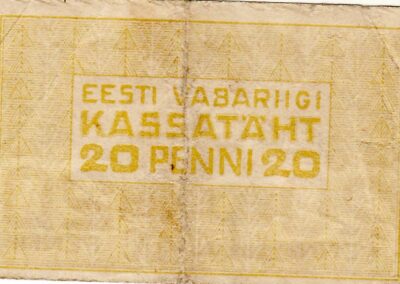 EESTI VABARIIGI
KASSATÄHT
20 PENNI 20